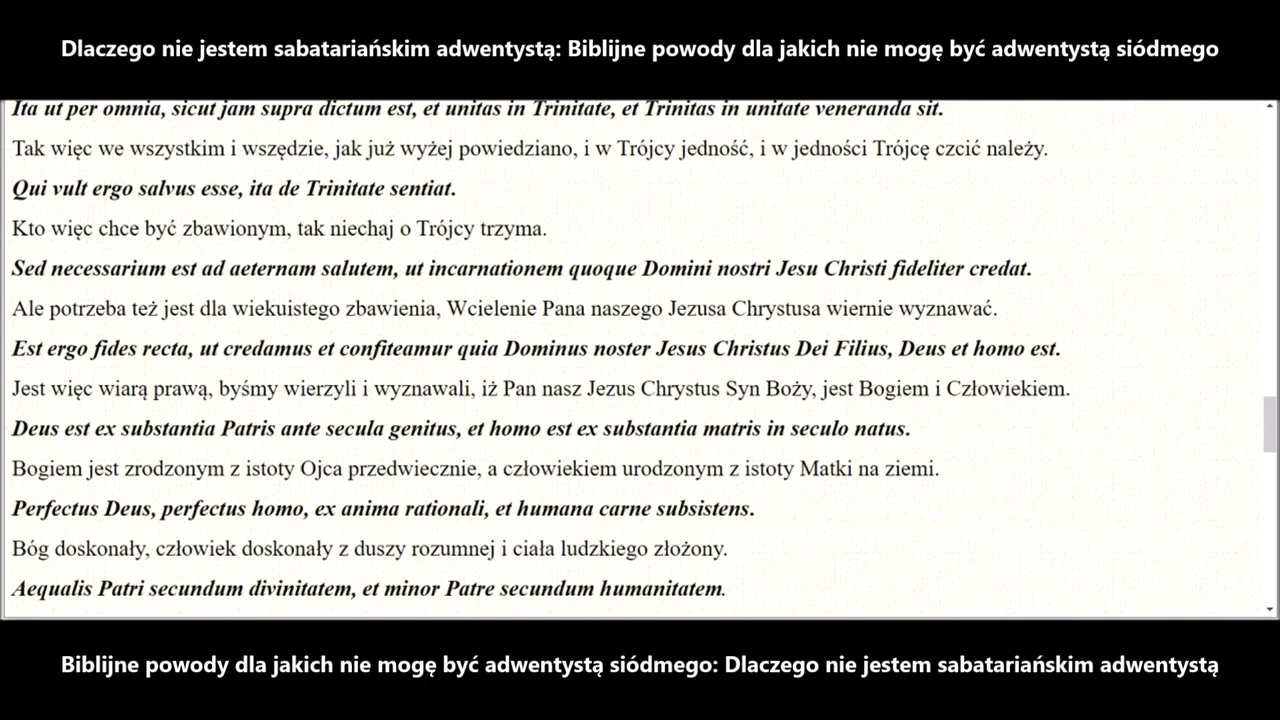 Dlaczego nie jestem sabatariańskim adwentystą: Biblijne powody dla jakich nie mogę być adwentystą siódmego
Ita ut per omnia, sicut jam supra dictum est, et unitas in Trinitate, et Trinitas in unitate veneranda sit.
Tak więc we wszystkim i wszędzie, jak już wyżej powiedziano, i w Trójcy jedność, i w jedności Trójcę czcić należy.
Qui vult ergo salvus esse, ita de Trinitate sentiat.
Kto więc chce być zbawionym, tak niechaj o Trójcy trzyma.
Sed necessarium est ad aeternam salutem, ut incarnationem quoque Domini nostri Jesu Christi fideliter credat.
Ale potrzeba też jest dla wiekuistego zbawienia, Wcielenie Pana naszego Jezusa Chrystusa wiernie wyznawać.
Est ergo fides recta, ut credamus et confiteamur quia Dominus noster Jesus Christus Dei Filius, Deus et homo est.
Jest więc wiarą prawą, byśmy wierzyli i wyznawali, iż Pan nasz Jezus Chrystus Syn Boży, jest Bogiem i Człowiekiem.
Deus est ex substantia Patris ante secula genitus, et homo est ex substantia matris in seculo natus.
Bogiem jest zrodzonym z istoty Ojca przedwiecznie, a człowiekiem urodzonym z istoty Matki na ziemi.
Perfectus Deus, perfectus homo, ex anima rationali, et humana carne subsistens.
Bóg doskonały, człowiek doskonały z duszy rozumnej i ciała ludzkiego złożony.
Aequalis Patri secundum divinitatem, et minor Patre secundum humanitatem.
Biblijne powody dla jakich nie mogę być adwentystą siódmego: Dlaczego nie jestem sabatariańskim adwentystą